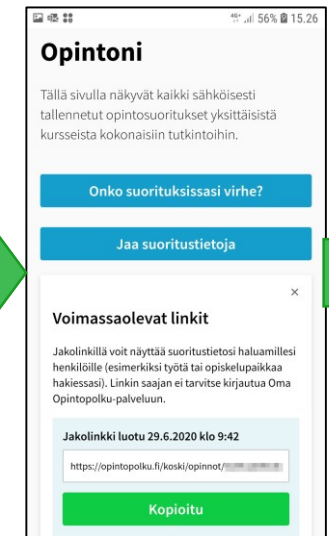 56% 15.26
Opintoni
Tällä sivulla näkyvät kaikki sähköisesti
tallennetut opintosuoritukset yksittäisistä
kursseista kokonaisiin tutkintoihin.
Onko suorituksissasi virhe?
Jaa suoritustietoja
×
Voimassaolevat linkit
Jakolinkillä voit näyttää suoritustietosi haluamillesi
henkilöille (esimerkiksi työtä tai opiskelupaikkaa
hakiessasi). Linkin saajan ei tarvitse kirjautua Oma
Opintopolku-palveluun.
Jakolinkki luotu 29.6.2020 klo 9:42
https://opintopolku.fi/koski/opinnot/
Kopioitu